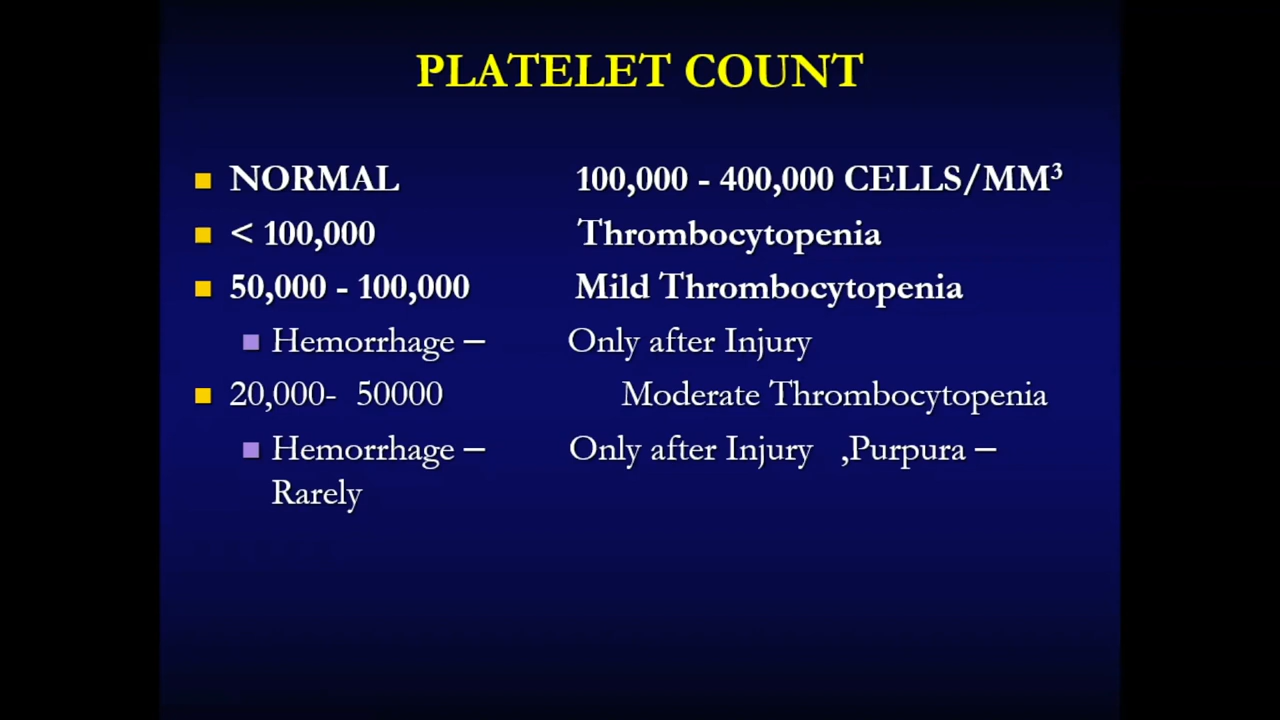 PLATELET COUNT
NORMAL 100,000 - 400,000 CELLS/MM³
< 100,000 Thrombocytopenia
50,000 - 100,000 Mild Thrombocytopenia
Hemorrhage – Only after Injury
20,000- 50000 Moderate Thrombocytopenia
Hemorrhage – Only after Injury ,Purpura –
Rarely